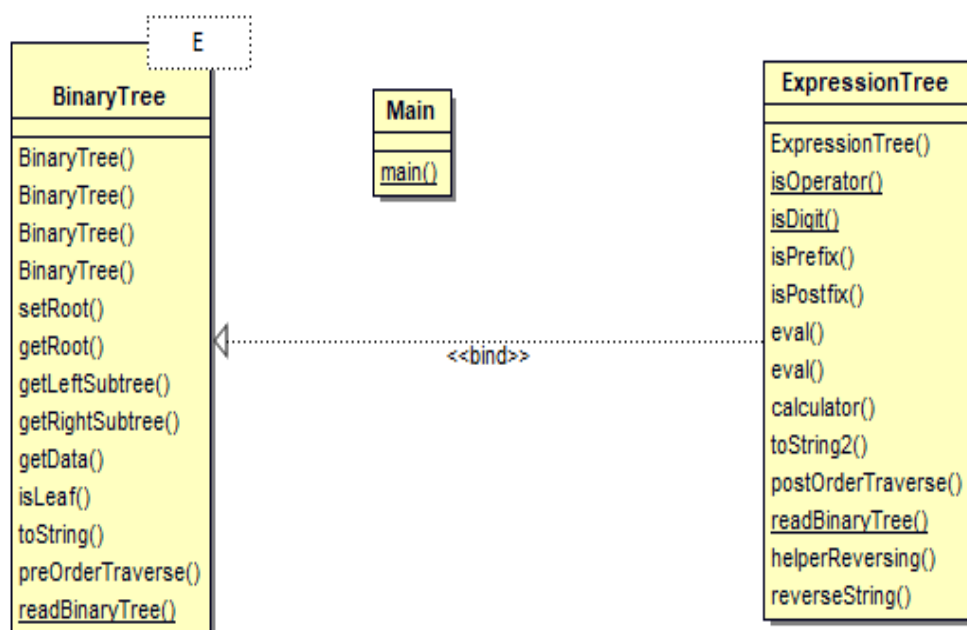 E
BinaryTree
BinaryTree()
BinaryTree()
BinaryTree()
BinaryTree()
setRoot()
getRoot()
getLeftSubtree()
getRightSubtree()
getData()
isLeaf()
toString()
preOrderTraverse()
readBinaryTree()
Main
main()
<<bind>>
ExpressionTree
ExpressionTree()
isOperator()
isDigit()
isPrefix()
isPostfix()
eval()
eval()
calculator()
toString2()
postOrderTraverse()
readBinaryTree()
helperReversing()
reverseString()